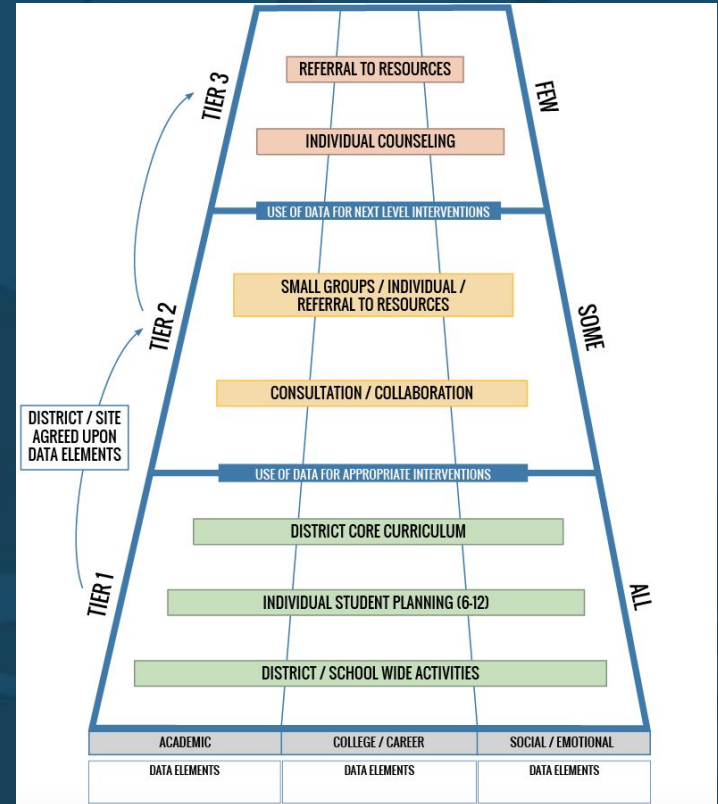 TIER 3
FEW
REFERRAL TO RESOURCES
INDIVIDUAL COUNSELING
USE OF DATA FOR NEXT LEVEL INTERVENTIONS
TIER 2
SOME
SMALL GROUPS / INDIVIDUAL /
REFERRAL TO RESOURCES
CONSULTATION / COLLABORATION
DISTRICT / SITE
AGREED UPON
DATA ELEMENTS
USE OF DATA FOR APPROPRIATE INTERVENTIONS
TIER 1
ALL
DISTRICT CORE CURRICULUM
INDIVIDUAL STUDENT PLANNING (6-12)
DISTRICT / SCHOOL WIDE ACTIVITIES
ACADEMIC
COLLEGE / CAREER
SOCIAL / EMOTIONAL
DATA ELEMENTS
DATA ELEMENTS
DATA ELEMENTS